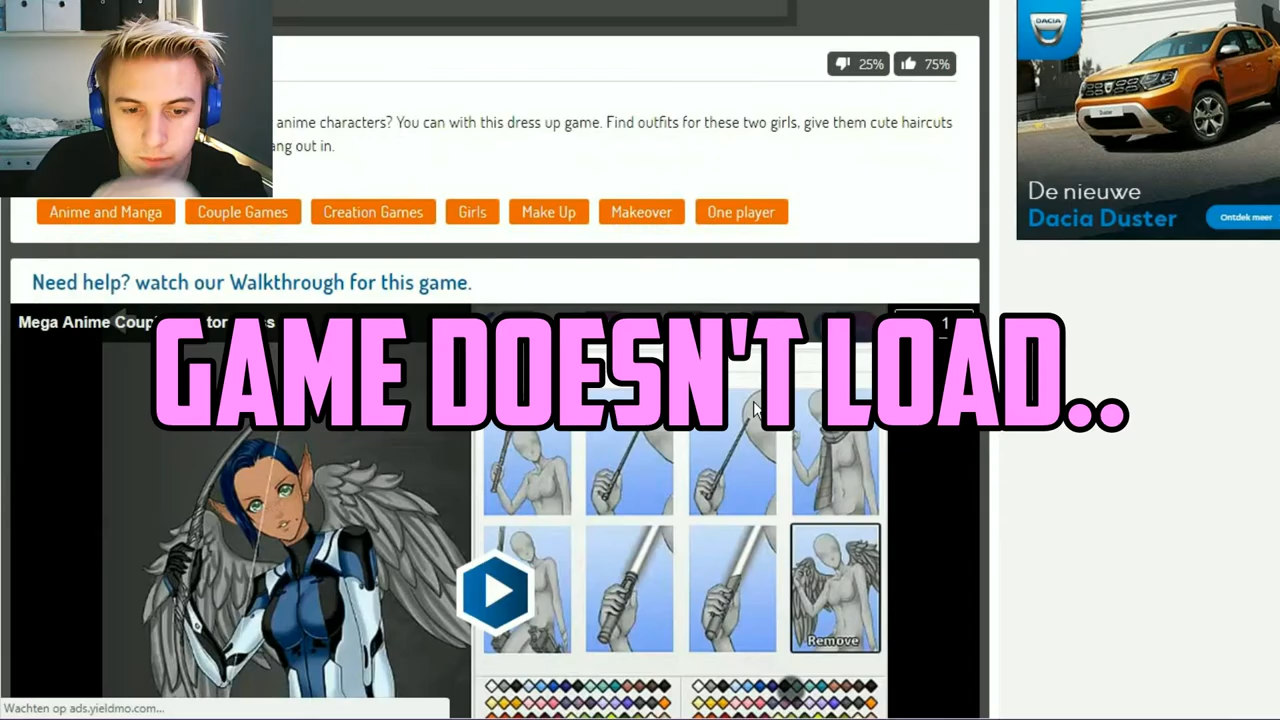 DACIA
25%
75%
anime characters? You can with this dress up game. Find outfits for these two girls, give them cute haircuts
ang out in.
Anime and Manga
Couple Games
Creation Games
Girls
Make Up
Makeover
One player
De nieuwe
Dacia Duster
Ontdek meer
Need help? watch our Walkthrough for this game.
Mega Anime Coup
1
GAME DOESN'T LOAD..
Remove
Wachten op ads.yieldmo.com...